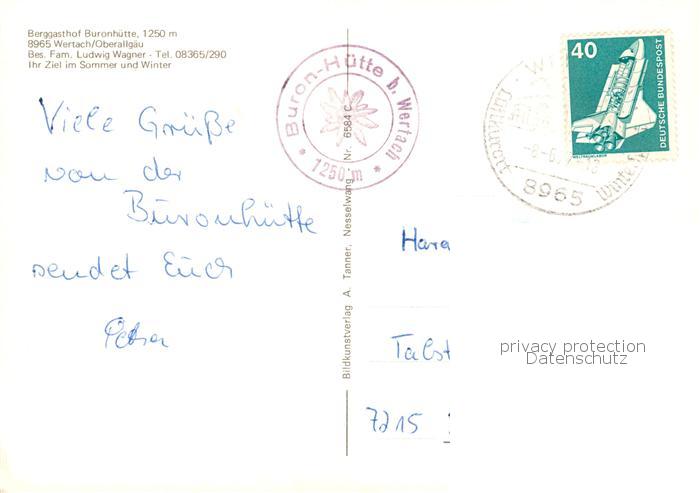 Berggasthof Buronhütte, 1250 m
8965 Wertach/Oberallgäu
Bes. Fam. Ludwig Wagner - Tel. 08365/290
Ihr Ziel im Sommer und Winter
Viele Grüße
von der
Buronhütte
sendet Euch
Petra
Bildkunstverlag A. Tanner, Nesselwang Nr. 6584 C
Buron-Hütte b. Wertach
* 1250 m *
40
DEUTSCHE BUNDESPOST
WELTRAUMLABOR
8965
Hara
Talst
7215
privacy protection
Datenschutz